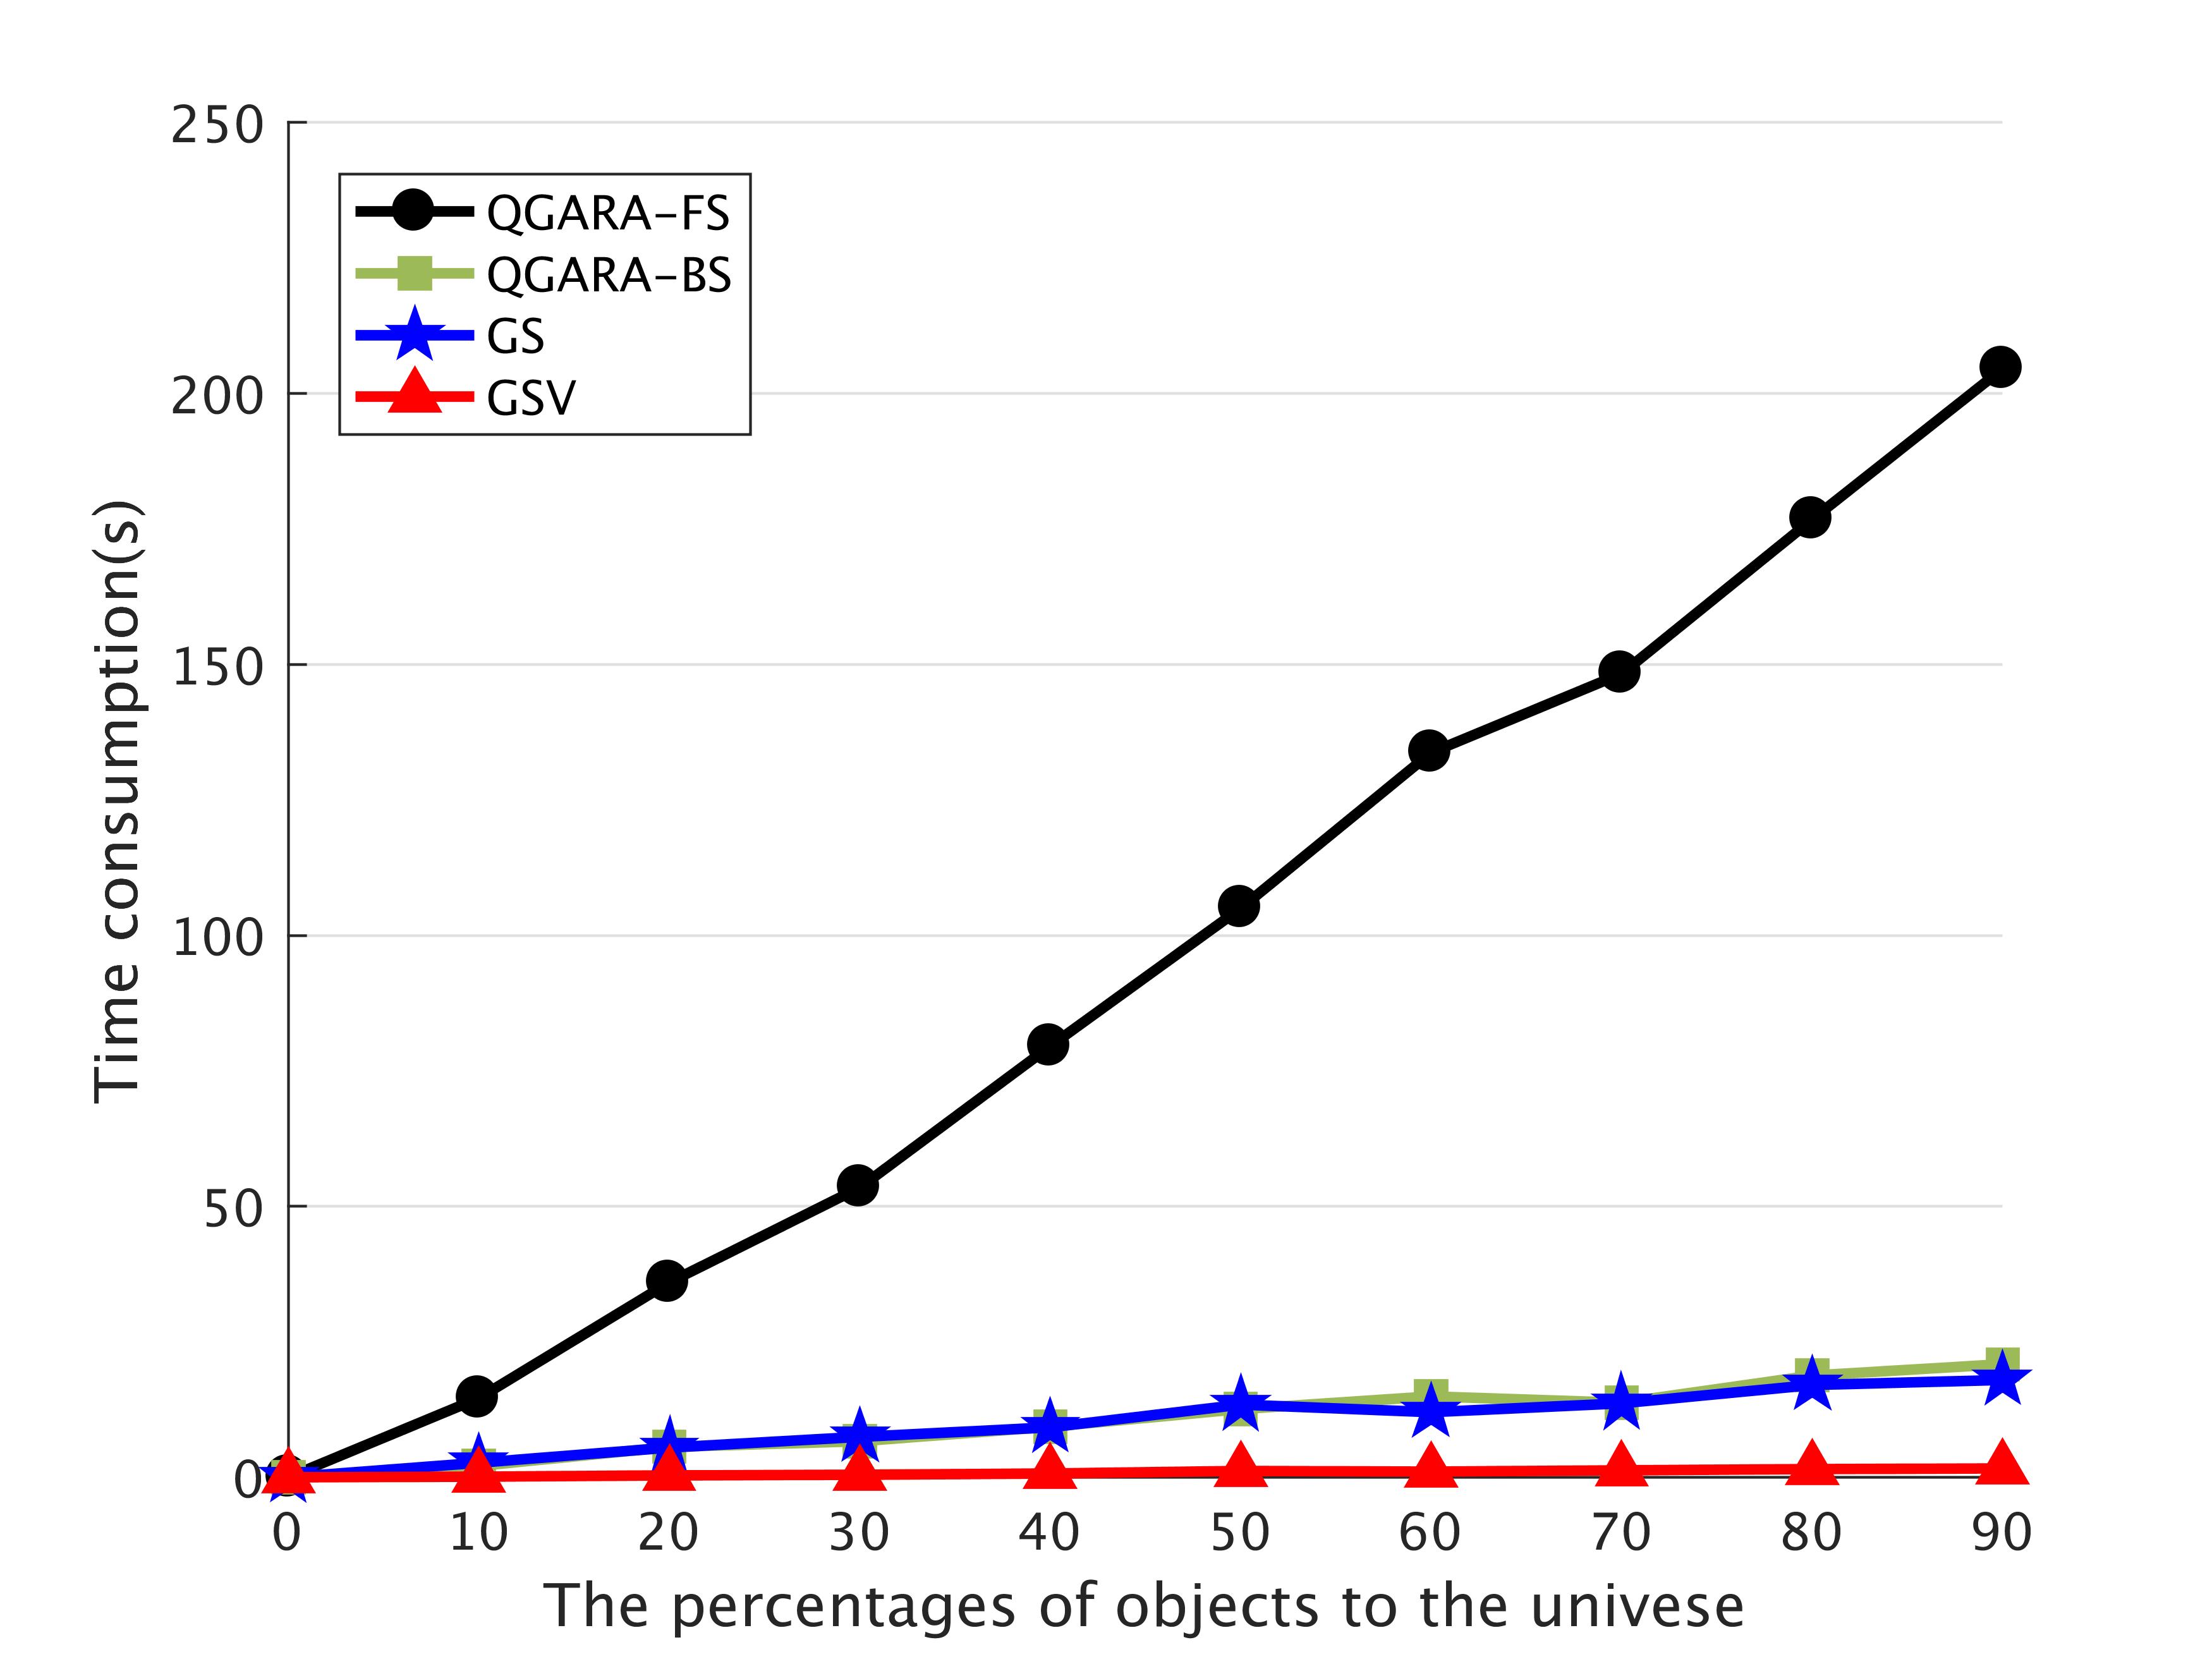 250
200
150
100
50
0
Time consumption(s)
QGARA-FS
QGARA-BS
GS
GSV
0 10 20 30 40 50 60 70 80 90
The percentages of objects to the univese